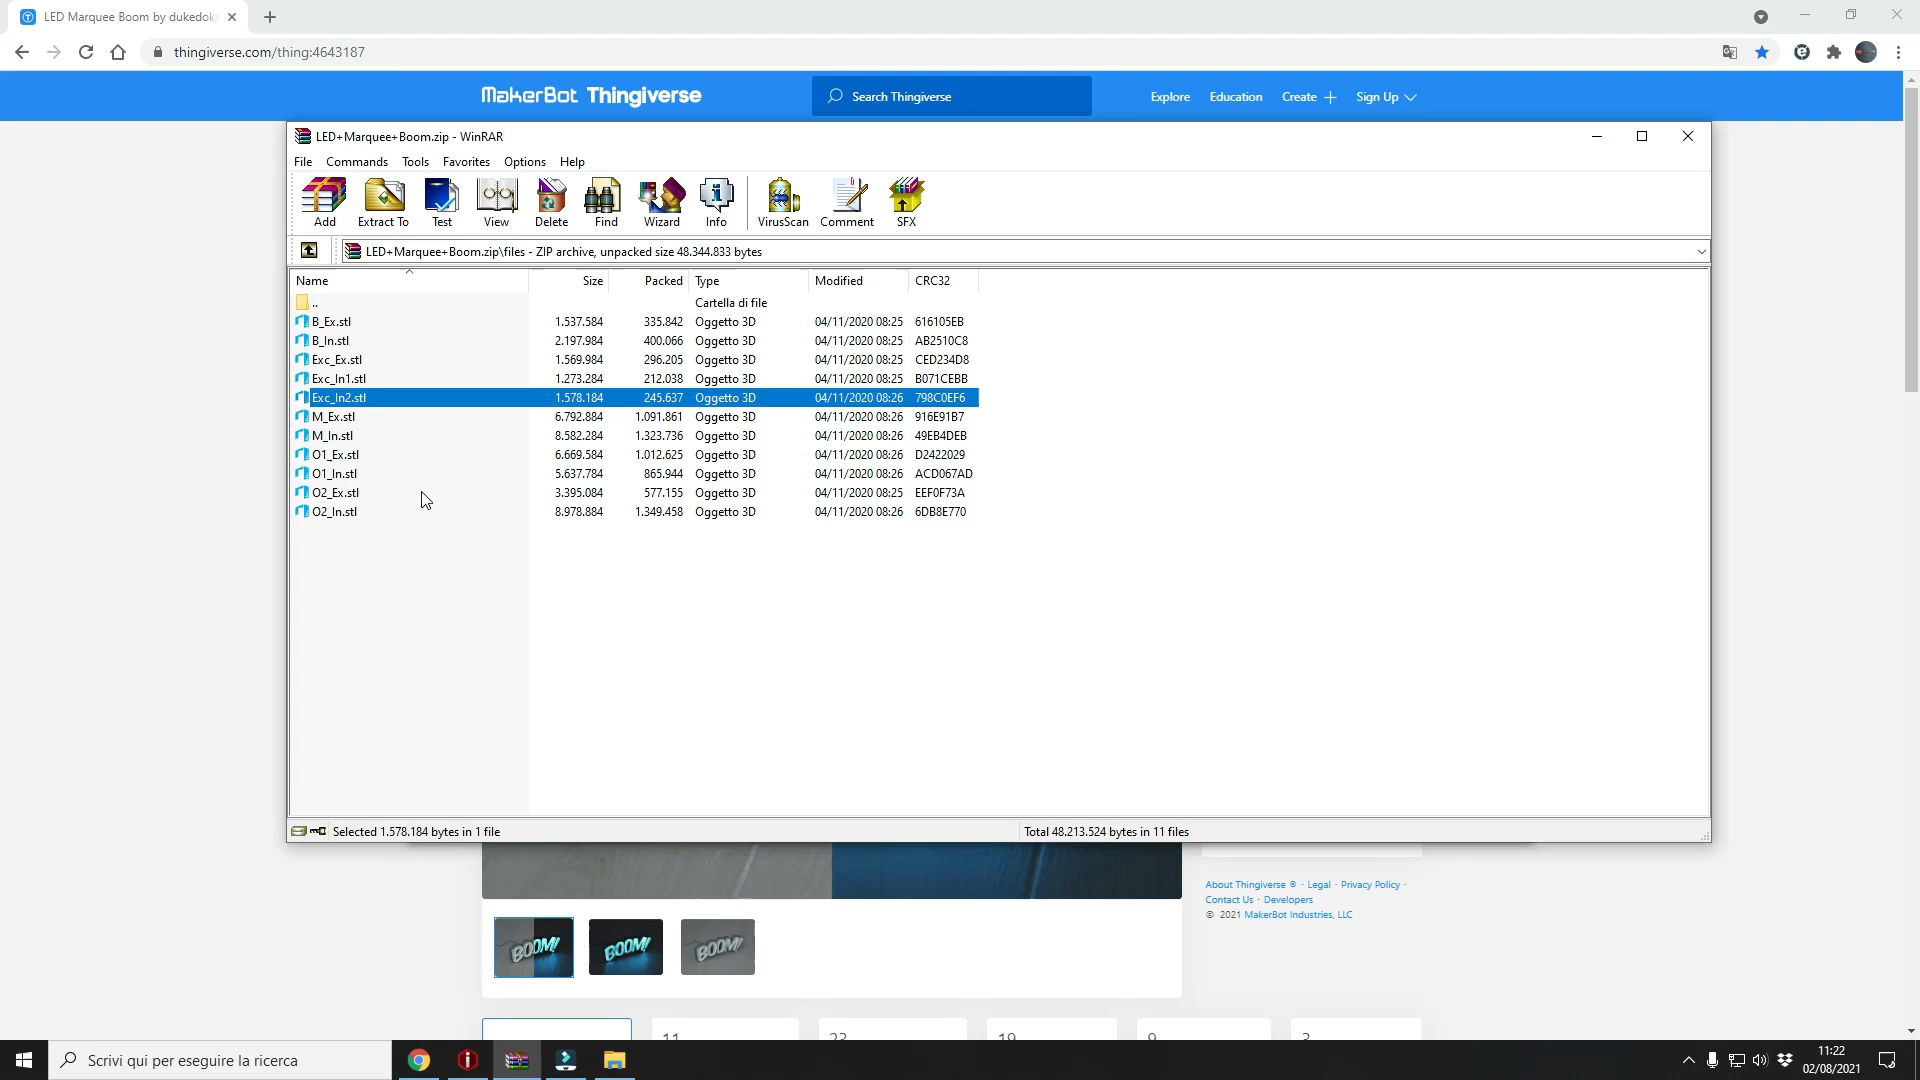 LED Marquee Boom by dukedok
thingiverse.com/thing:4643187
MakerBot Thingiverse
Search Thingiverse
Explore Education Create Sign Up
LED+Marquee+Boom.zip - WinRAR
File Commands Tools Favorites Options Help
Add Extract To Test View Delete Find Wizard Info VirusScan Comment SFX
LED+Marquee+Boom.zip\files - ZIP archive, unpacked size 48.344.833 bytes
Name Size Packed Type Modified CRC32
.. Cartella di file
B_Ex.stl 1.537.584 335.842 Oggetto 3D 04/11/2020 08:25 616105EB
B_In.stl 2.197.984 400.066 Oggetto 3D 04/11/2020 08:25 AB2510C8
Exc_Ex.stl 1.569.984 296.205 Oggetto 3D 04/11/2020 08:25 CED234D8
Exc_In1.stl 1.273.284 212.038 Oggetto 3D 04/11/2020 08:25 B071CEBB
Exc_In2.stl 1.578.184 245.637 Oggetto 3D 04/11/2020 08:26 798C0EF6
M_Ex.stl 6.792.884 1.091.861 Oggetto 3D 04/11/2020 08:26 916E91B7
M_In.stl 8.582.284 1.323.736 Oggetto 3D 04/11/2020 08:26 49EB4DEB
O1_Ex.stl 6.669.584 1.012.625 Oggetto 3D 04/11/2020 08:26 D2422029
O1_In.stl 5.637.784 865.944 Oggetto 3D 04/11/2020 08:26 ACD067AD
O2_Ex.stl 3.395.084 577.155 Oggetto 3D 04/11/2020 08:25 EEF0F73A
O2_In.stl 8.978.884 1.349.458 Oggetto 3D 04/11/2020 08:26 6DB8E770
Selected 1.578.184 bytes in 1 file
Total 48.213.524 bytes in 11 files
About Thingiverse ® · Legal · Privacy Policy ·
Contact Us · Developers
© 2021 MakerBot Industries, LLC
BOOM! BOOM! BOOM!
Scrivi qui per eseguire la ricerca
11:22
02/08/2021